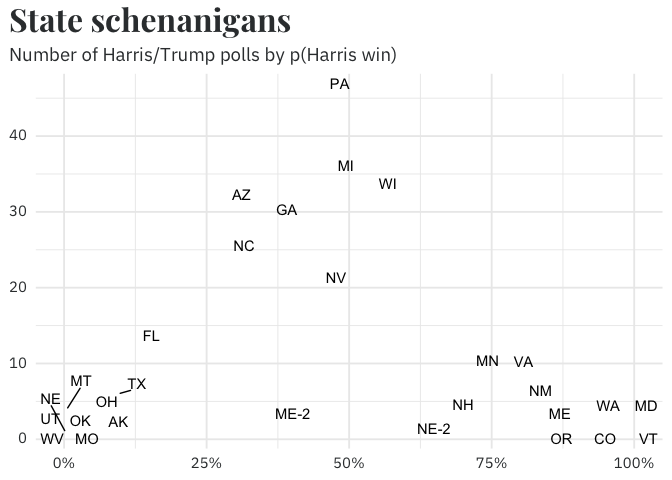 State schenanigans
Number of Harris/Trump polls by p(Harris win)
PA
40
MI
WI
AZ
30
GA
NC
NV
20
FL
10
MN
VA
MT
TX
NM
NE
OH
NH
WA
MD
ME-2
ME
UT
OK
AK
NE-2
0
WV
MO
OR
CO
VT
0%
25%
50%
75%
100%